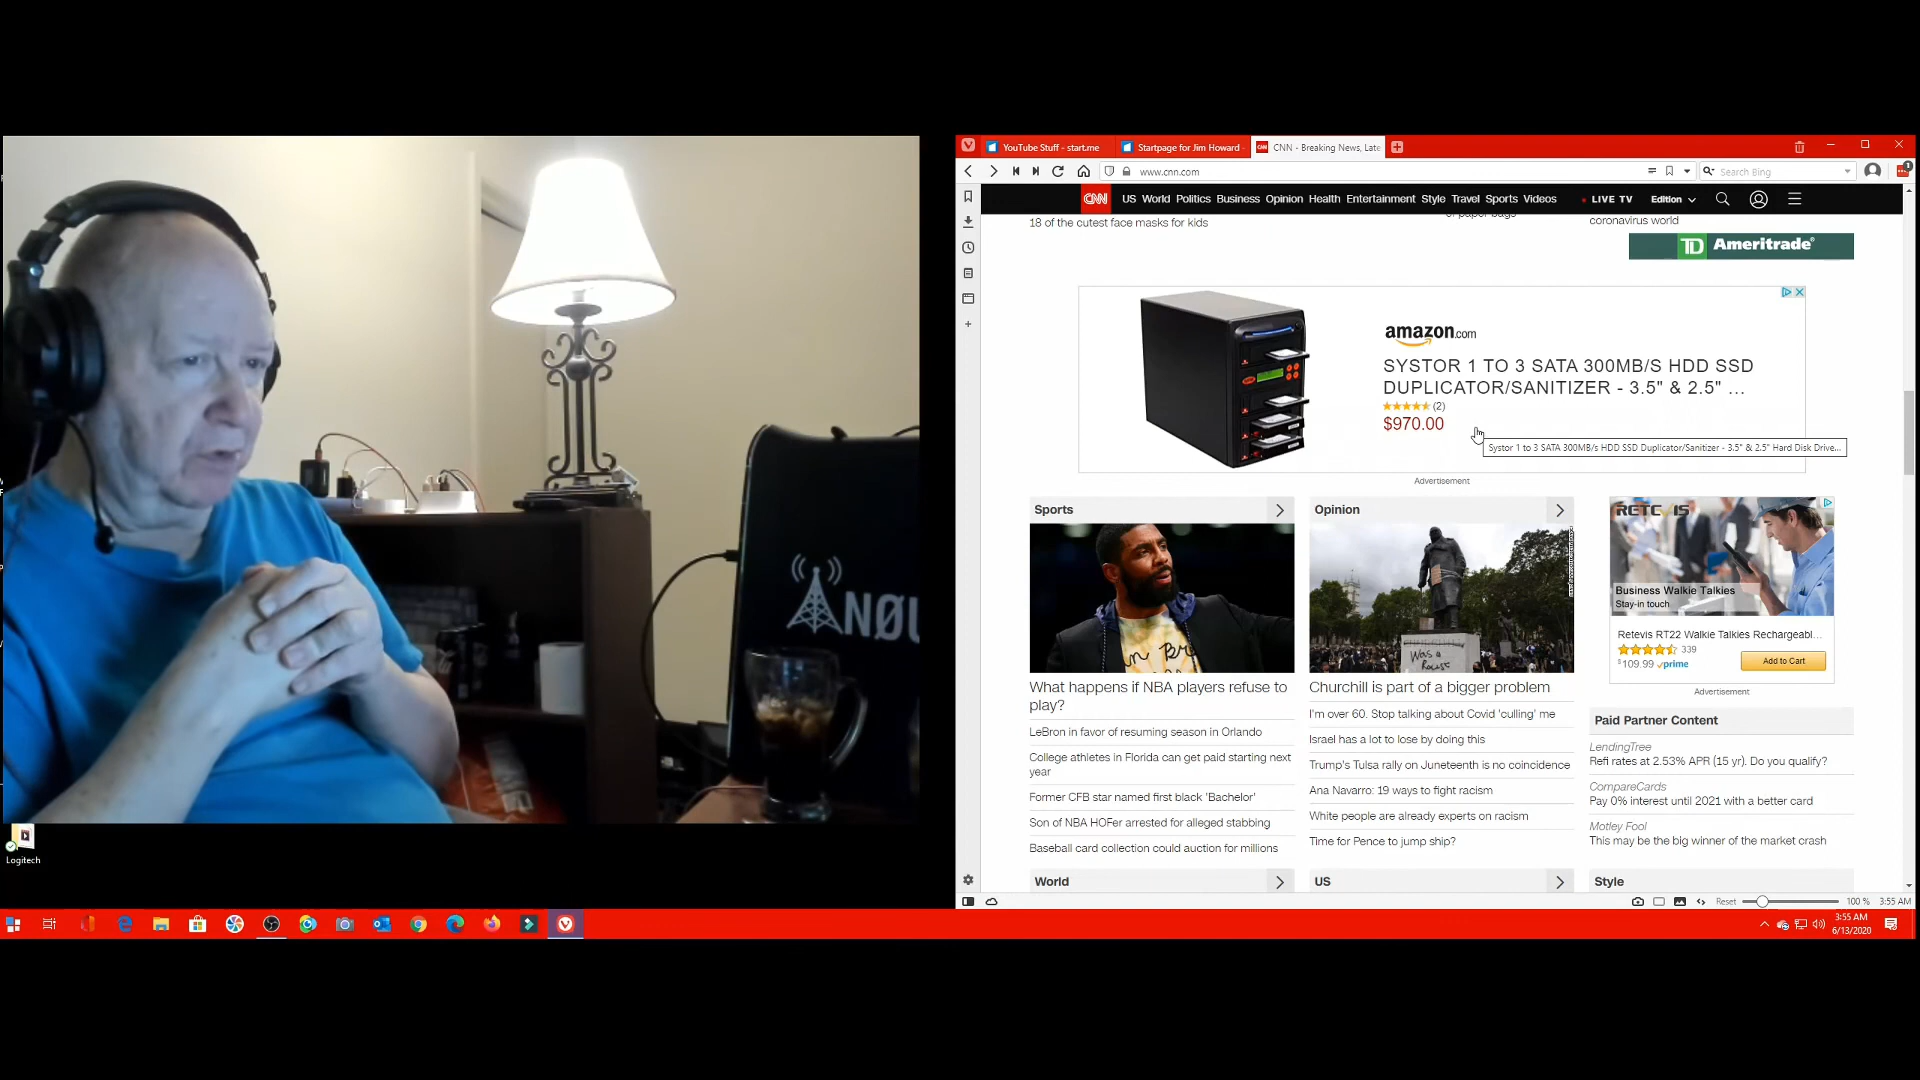 NØ
Logitech
YouTube Stuff - start.me
Startpage for Jim Howard -
CNN - Breaking News, Late
www.cnn.com
Search Bing
CNN US World Politics Business Opinion Health Entertainment Style Travel Sports Videos LIVE TV Edition
18 of the cutest face masks for kids
of paper bags
coronavirus world
TD Ameritrade
amazon.com
SYSTOR 1 TO 3 SATA 300MB/S HDD SSD
DUPLICATOR/SANITIZER - 3.5" & 2.5" ...
(2)
$970.00
Systor 1 to 3 SATA 300MB/s HDD SSD Duplicator/Sanitizer - 3.5" & 2.5" Hard Disk Drive...
Advertisement
Sports
What happens if NBA players refuse to
play?
LeBron in favor of resuming season in Orlando
College athletes in Florida can get paid starting next
year
Former CFB star named first black 'Bachelor'
Son of NBA HOFer arrested for alleged stabbing
Baseball card collection could auction for millions
Opinion
Was a
Racist
Churchill is part of a bigger problem
I'm over 60. Stop talking about Covid 'culling' me
Israel has a lot to lose by doing this
Trump's Tulsa rally on Juneteenth is no coincidence
Ana Navarro: 19 ways to fight racism
White people are already experts on racism
Time for Pence to jump ship?
RETEVIS
Business Walkie Talkies
Stay-in touch
Retevis RT22 Walkie Talkies Rechargeabl...
339
$109.99 prime
Add to Cart
Advertisement
Paid Partner Content
LendingTree
Refi rates at 2.53% APR (15 yr). Do you qualify?
CompareCards
Pay 0% interest until 2021 with a better card
Motley Fool
This may be the big winner of the market crash
World
US
Style
Reset
100 %
3:55 AM
3:55 AM
6/13/2020